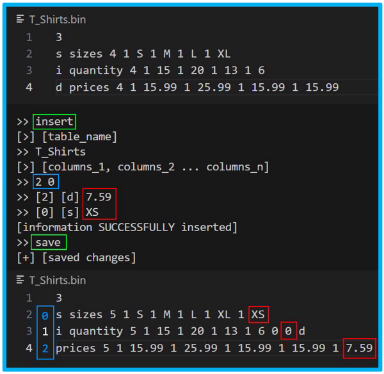 T_Shirts.bin
1 3
2 s sizes 4 1 S 1 M 1 L 1 XL
3 i quantity 4 1 15 1 20 1 13 1 6
4 d prices 4 1 15.99 1 25.99 1 15.99 1 15.99
>> insert
[>] [table_name]
>> T_Shirts
[>] [columns_1, columns_2 ... columns_n]
>> 2 0
>> [2] [d] 7.59
>> [0] [s] XS
[information SUCCESSFULLY inserted]
>> save
[+] [saved changes]
T_Shirts.bin
1 3
2 0 s sizes 5 1 S 1 M 1 L 1 XL 1 XS
3 1 i quantity 5 1 15 1 20 1 13 1 6 0 0 d
4 2 prices 5 1 15.99 1 25.99 1 15.99 1 15.99 1 7.59